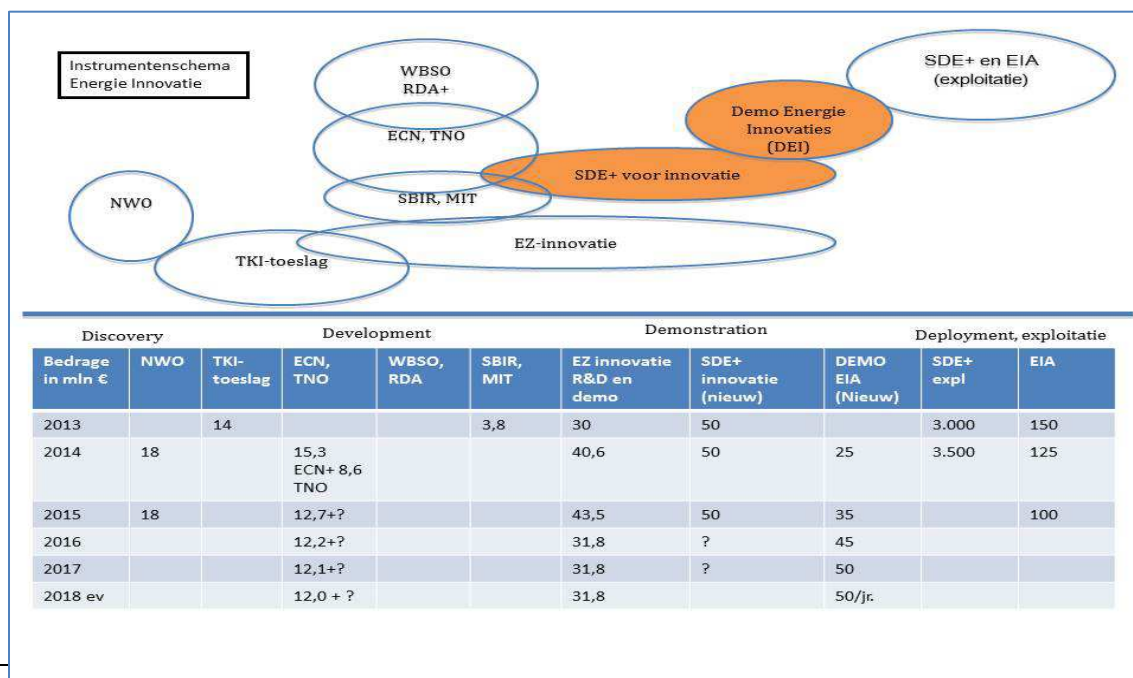 Instrumentenschema
Energie Innovatie
WBSO
RDA+
SDE+ en EIA
(exploitatie)
Demo Energie
Innovaties
(DEI)
ECN, TNO
SDE+ voor innovatie
NWO
SBIR, MIT
EZ-innovatie
TKI-toeslag
Discovery
Development
Demonstration
Deployment, exploitatie
Bedrage in mln € NWO TKI-toeslag ECN, TNO WBSO, RDA SBIR, MIT EZ innovatie R&D en demo SDE+ innovatie (nieuw) DEMO EIA (Nieuw) SDE+ expl EIA
2013 14 3,8 30 50 3.000 150
2014 18 15,3 ECN+ 8,6 TNO 40,6 50 25 3.500 125
2015 18 12,7+? 43,5 50 35 100
2016 12,2+? 31,8 ? 45
2017 12,1+? 31,8 ? 50
2018 ev 12,0 + ? 31,8 50/jr.